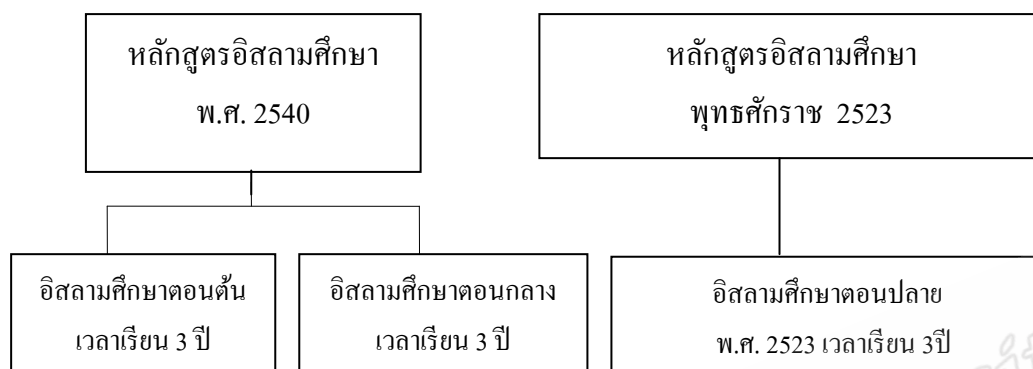 หลักสูตรอิสลามศึกษา
พ.ศ. 2540
หลักสูตรอิสลามศึกษา
พุทธศักราช 2523
อิสลามศึกษาตอนต้น
เวลาเรียน 3 ปี
อิสลามศึกษาตอนกลาง
เวลาเรียน 3 ปี
อิสลามศึกษาตอนปลาย
พ.ศ. 2523 เวลาเรียน 3ปี